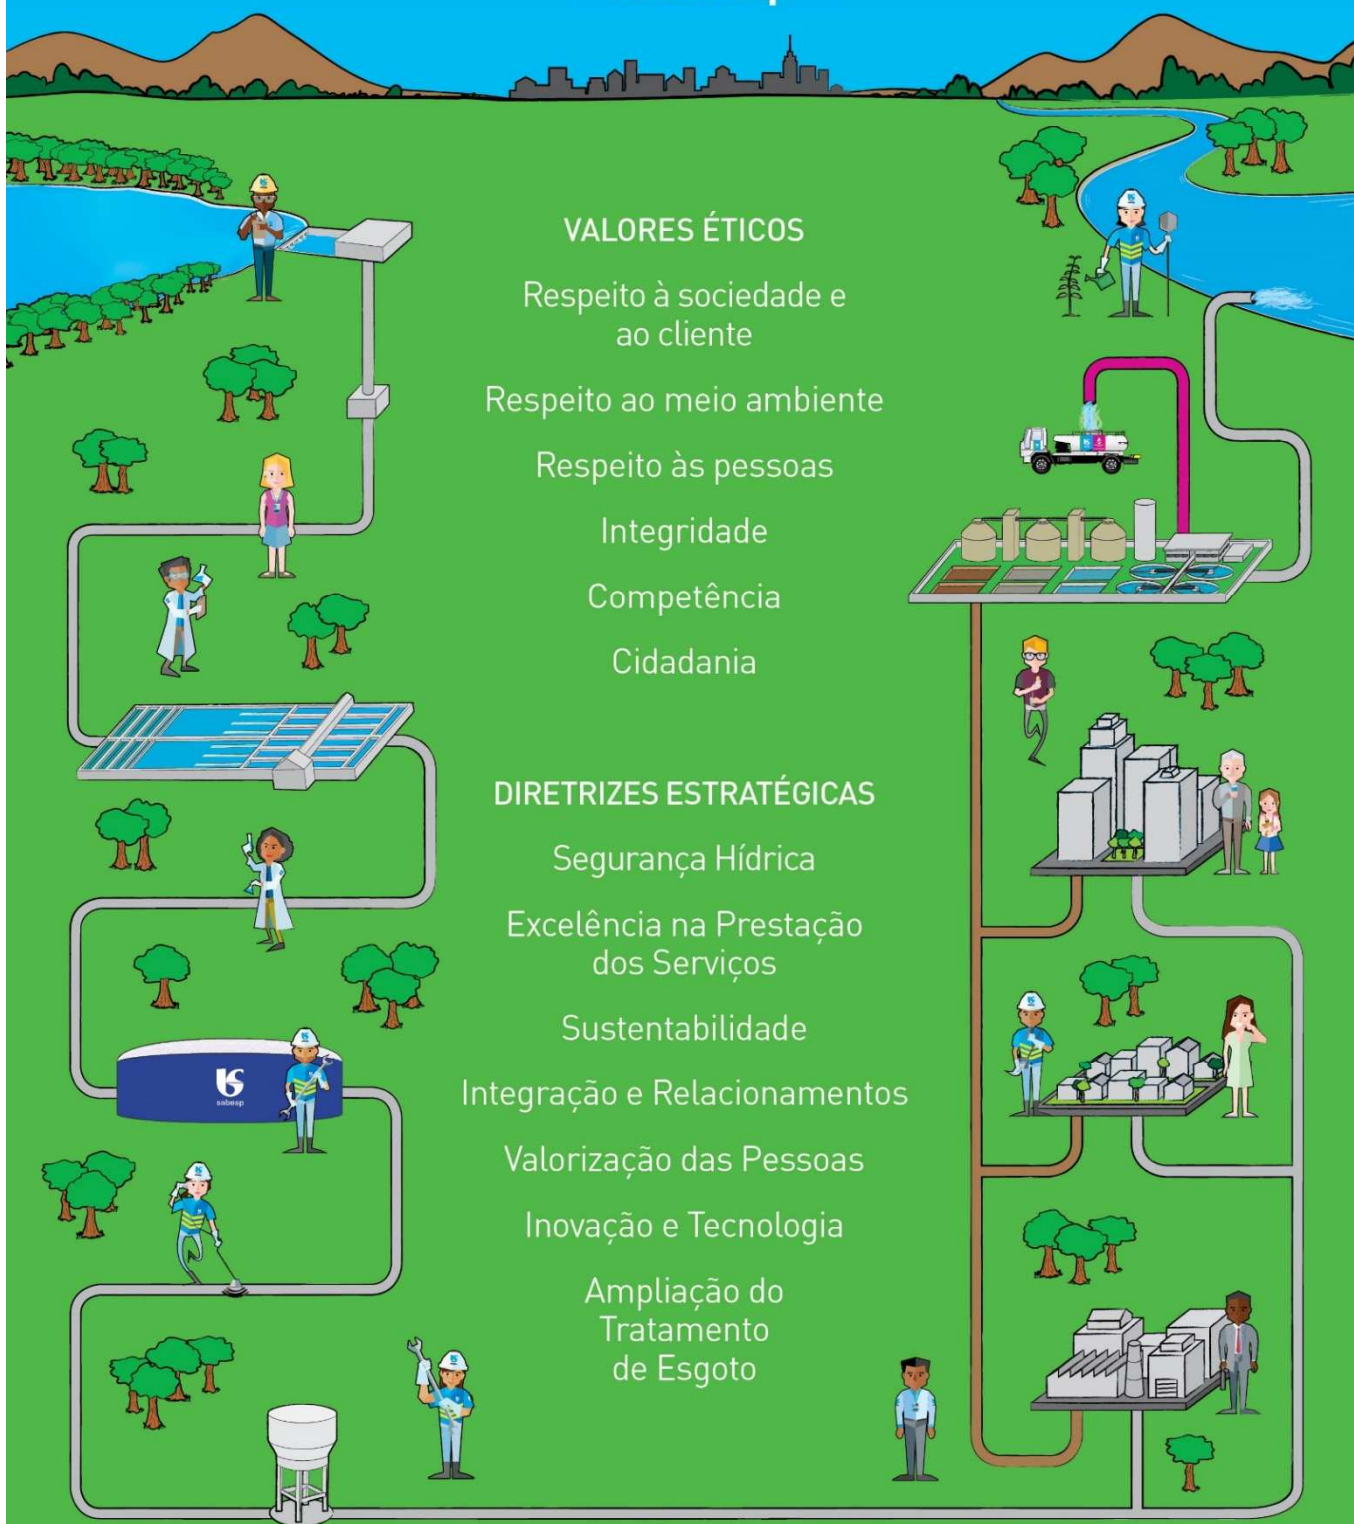 VALORES ÉTICOS
Respeito à sociedade e
ao cliente
Respeito ao meio ambiente
Respeito às pessoas
Integridade
Competência
Cidadania
DIRETRIZES ESTRATÉGICAS
Segurança Hídrica
Excelência na Prestação
dos Serviços
Sustentabilidade
Integração e Relacionamentos
Valorização das Pessoas
Inovação e Tecnologia
Ampliação do
Tratamento
de Esgoto
sabesp